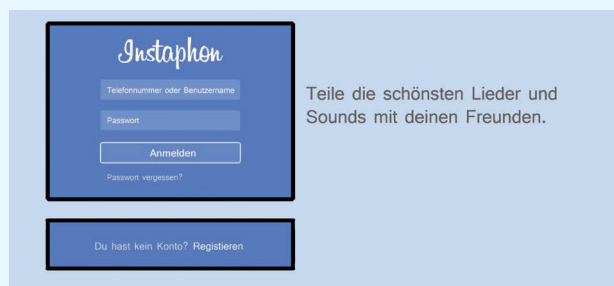 Instaphon
Telefonnummer oder Benutzername
Passwort
Anmelden
Passwort vergessen?
Du hast kein Konto? Registieren
Teile die schönsten Lieder und
Sounds mit deinen Freunden.